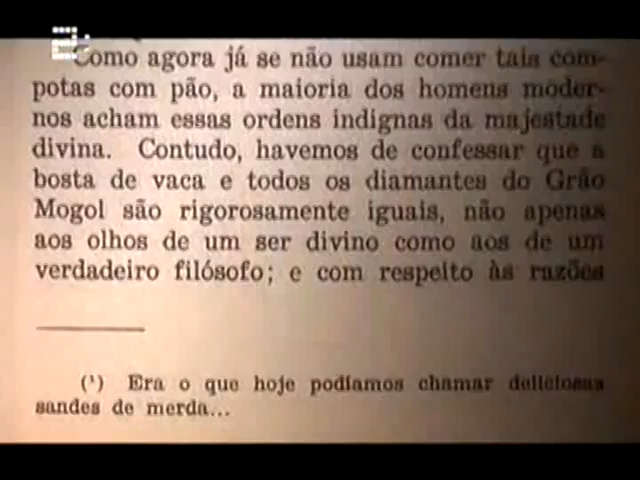 Como agora já se não usam comer tais com-
potas com pão, a maioria dos homens moder-
nos acham essas ordens indignas da majestade
divina. Contudo, havemos de confessar que a
bosta de vaca e todos os diamantes do Grão
Mogol são rigorosamente iguais, não apenas
aos olhos de um ser divino como aos de um
verdadeiro filósofo; e com respeito às razões
(¹) Era o que hoje podíamos chamar deliciosas
sandes de merda...